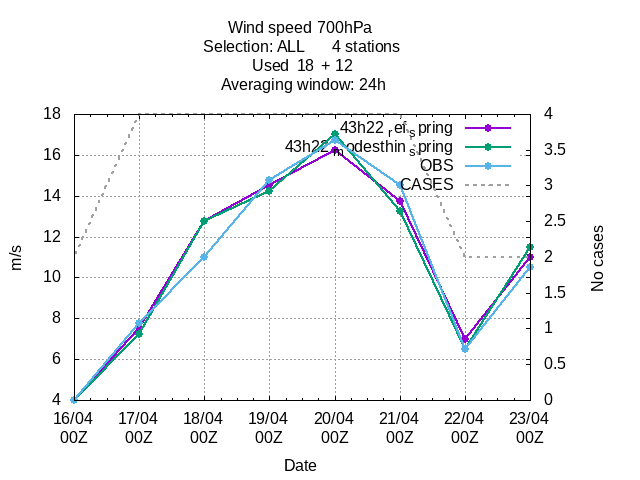 Wind speed 700hPa
Selection: ALL 4 stations
Used 18 + 12
Averaging window: 24h
18 4
43h22_ref_spring
43h22_modesthin_spring
16 3.5
OBS
CASES
14 3
12 2.5
m/s No cases
10 2
8 1
6 0.5
4 0
16/04 17/04 18/04 19/04 20/04 21/04 22/04 23/04
00Z 00Z 00Z 00Z 00Z 00Z 00Z 00Z
Date
1.5